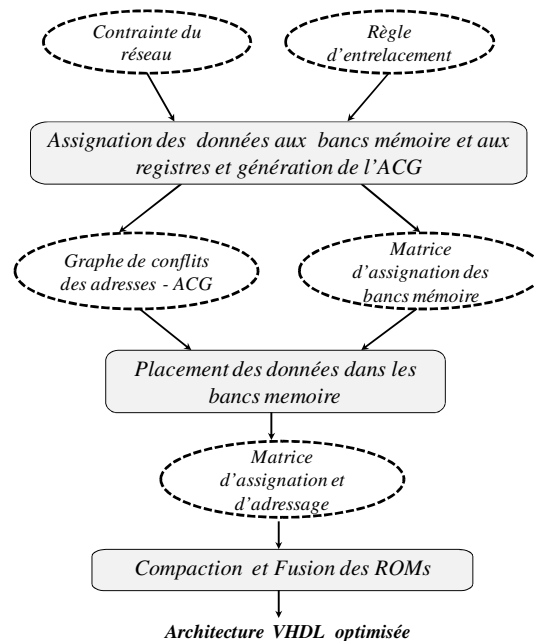 Contrainte du
réseau
Règle
d'entrelacement
Assignation des données aux bancs mémoire et aux
registres et génération de l'ACG
Graphe de conflits
des adresses - ACG
Matrice
d'assignation des
bancs mémoire
Placement des données dans les
bancs memoire
Matrice
d'assignation et
d'adressage
Compaction et Fusion des ROMs
Architecture VHDL optimisée